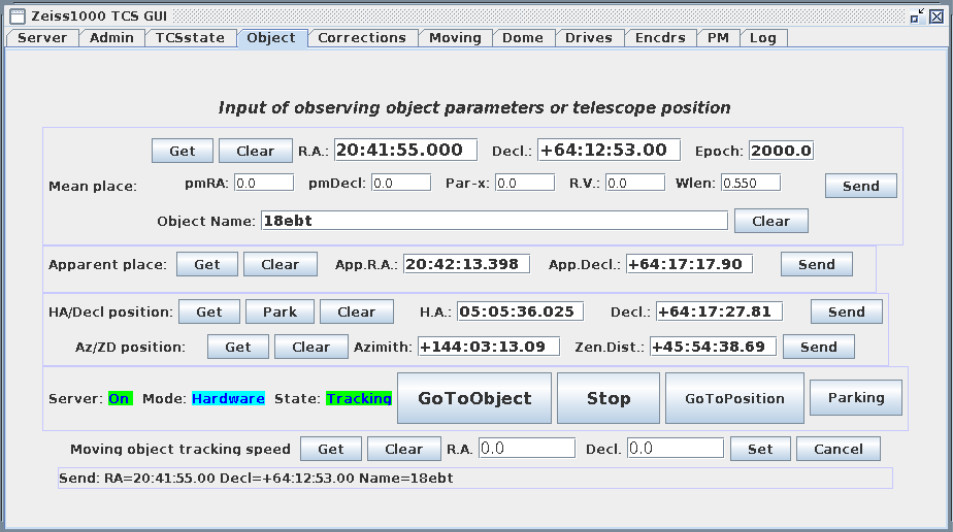 Zeiss1000 TCS GUI
Server Admin TCSstate Object Corrections Moving Dome Drives Encdrs PM Log
Input of observing object parameters or telescope position
Get Clear R.A.: 20:41:55.000 Decl.: +64:12:53.00 Epoch: 2000.0
Mean place: pmRA: 0.0 pmDecl: 0.0 Par-x: 0.0 R.V.: 0.0 Wlen: 0.550 Send
Object Name: 18ebt Clear
Apparent place: Get Clear App.R.A.: 20:42:13.398 App.Decl.: +64:17:17.90 Send
HA/Decl position: Get Park Clear H.A.: 05:05:36.025 Decl.: +64:17:27.81 Send
Az/ZD position: Get Clear Azimith: +144:03:13.09 Zen.Dist.: +45:54:38.69 Send
Server: On Mode: Hardware State: Tracking GoToObject Stop GoToPosition Parking
Moving object tracking speed Get Clear R.A. 0.0 Decl. 0.0 Set Cancel
Send: RA=20:41:55.00 Decl=+64:12:53.00 Name=18ebt